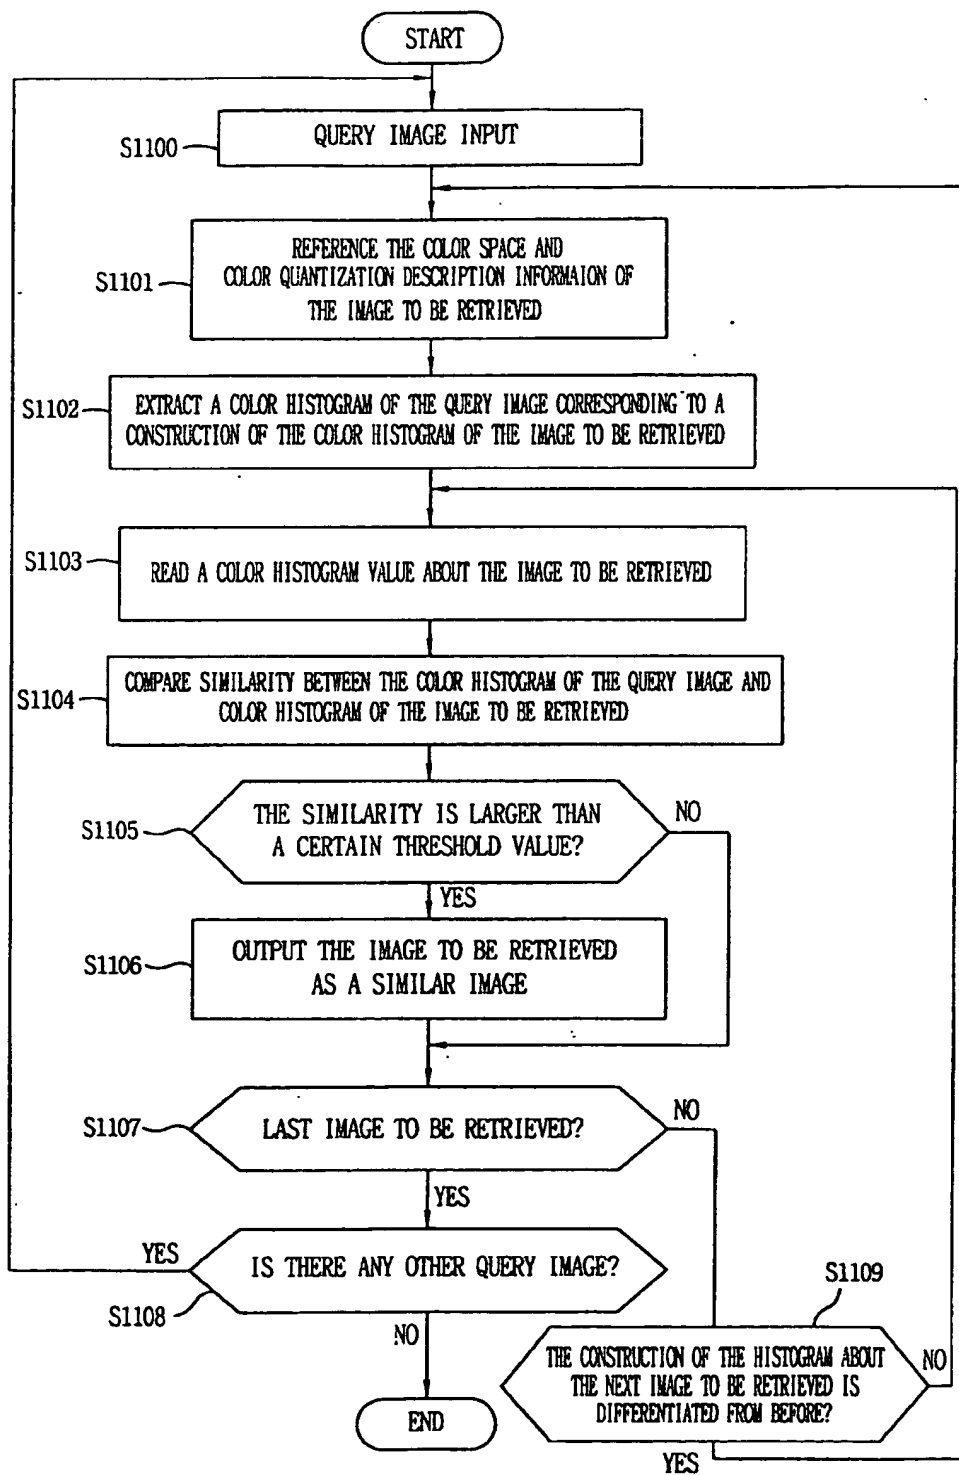 START
QUERY IMAGE INPUT
S1100
REFERENCE THE COLOR SPACE AND
COLOR QUANTIZATION DESCRIPTION INFORMAION OF
THE IMAGE TO BE RETRIEVED
S1101
EXTRACT A COLOR HISTOGRAM OF THE QUERY IMAGE CORRESPONDING TO A
CONSTRUCTION OF THE COLOR HISTOGRAM OF THE IMAGE TO BE RETRIEVED
S1102
READ A COLOR HISTOGRAM VALUE ABOUT THE IMAGE TO BE RETRIEVED
S1103
COMPARE SIMILARITY BETWEEN THE COLOR HISTOGRAM OF THE QUERY IMAGE AND
COLOR HISTOGRAM OF THE IMAGE TO BE RETRIEVED
S1104
THE SIMILARITY IS LARGER THAN
A CERTAIN THRESHOLD VALUE?
S1105
NO
YES
OUTPUT THE IMAGE TO BE RETRIEVED
AS A SIMILAR IMAGE
S1106
LAST IMAGE TO BE RETRIEVED?
S1107
NO
YES
IS THERE ANY OTHER QUERY IMAGE?
YES
S1108
NO
S1109
THE CONSTRUCTION OF THE HISTOGRAM ABOUT
THE NEXT IMAGE TO BE RETRIEVED IS
DIFFERENTIATED FROM BEFORE?
NO
YES
END